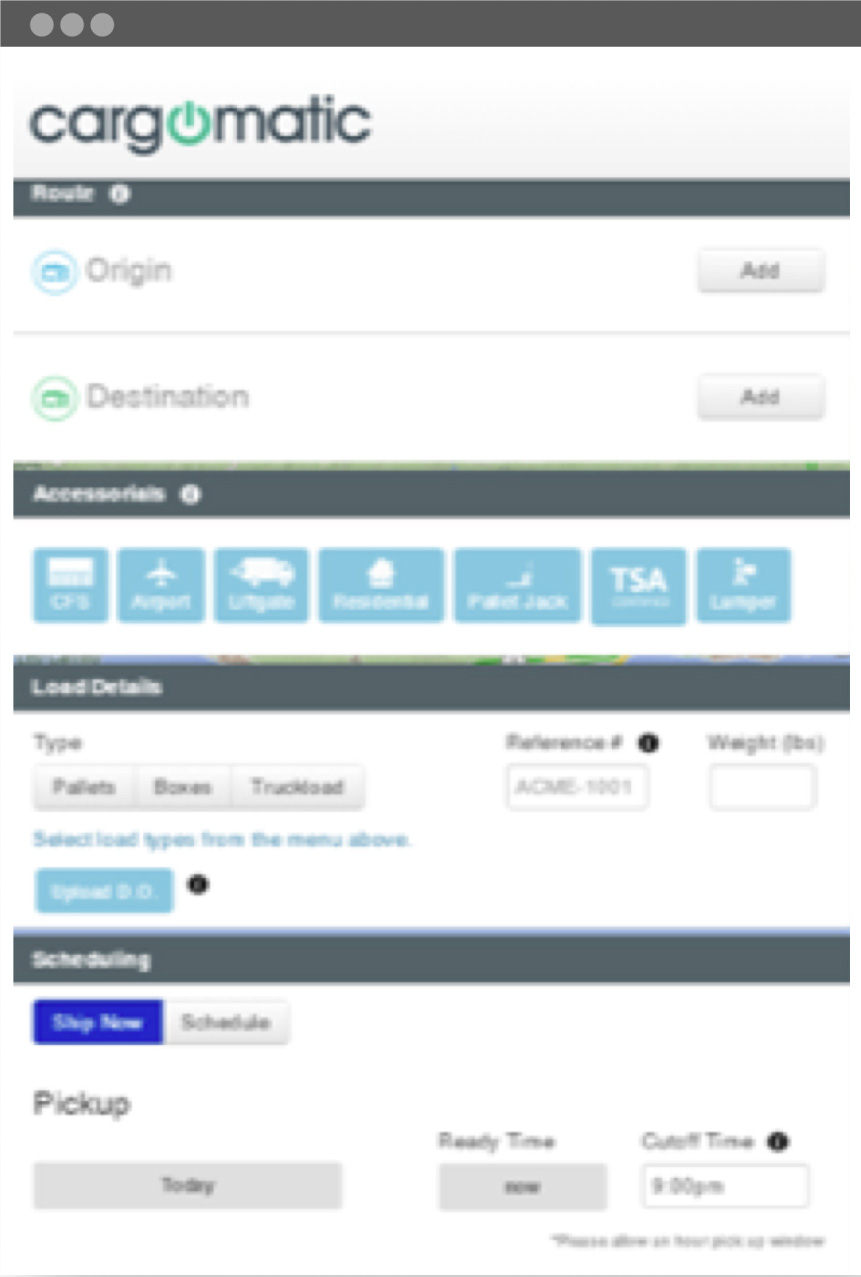 cargomatic
Route
Origin Add
Destination Add
Accessorials
CFS Airport Liftgate Residential Pallet Jack TSA CERTIFIED Lumper
Load Details
Type Reference # Weight (lbs)
Pallets Boxes Truckload ACME-1001
Select load types from the menu above.
Upload D.O.
Scheduling
Ship Now Schedule
Pickup
Ready Time Cutoff Time
Today now 9:00pm
*Please allow an hour pick up window